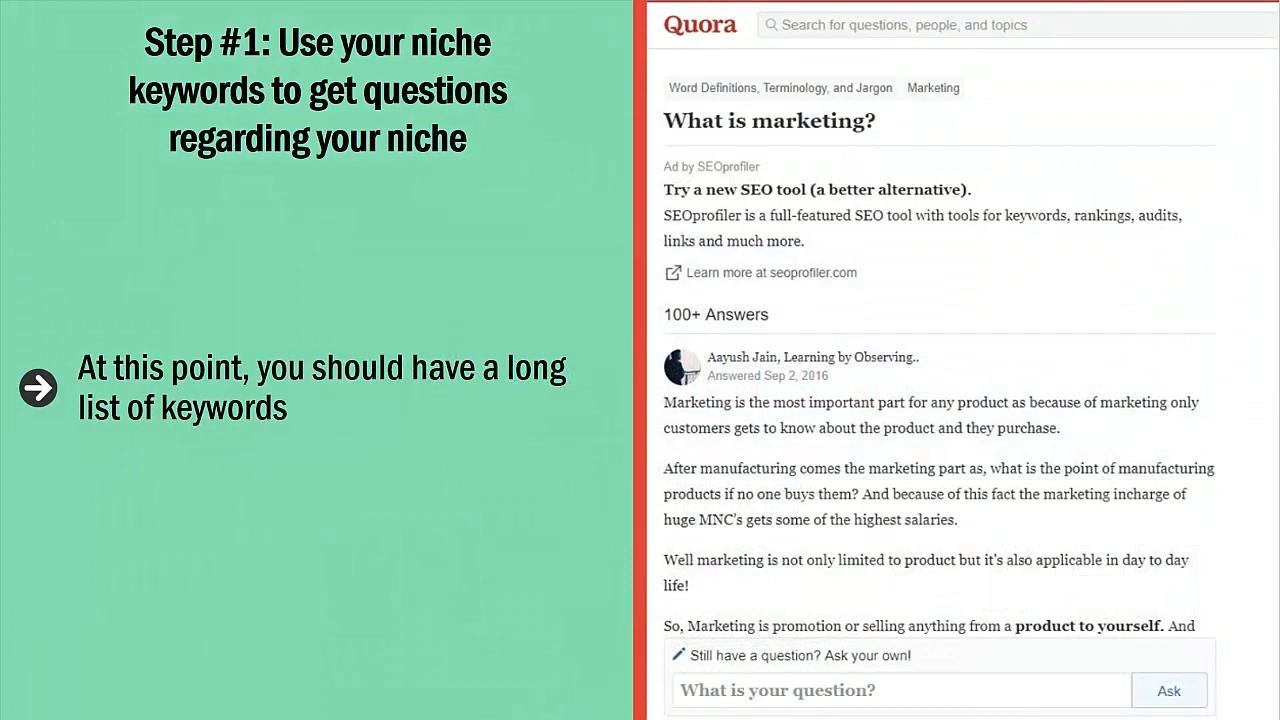 Step #1: Use your niche
keywords to get questions
regarding your niche
At this point, you should have a long
list of keywords
Quora
Search for questions, people, and topics
Word Definitions, Terminology, and Jargon Marketing
What is marketing?
Ad by SEOprofiler
Try a new SEO tool (a better alternative).
SEOprofiler is a full-featured SEO tool with tools for keywords, rankings, audits,
links and much more.
Learn more at seoprofiler.com
100+ Answers
Aayush Jain, Learning by Observing..
Answered Sep 2, 2016
Marketing is the most important part for any product as because of marketing only
customers gets to know about the product and they purchase.
After manufacturing comes the marketing part as, what is the point of manufacturing
products if no one buys them? And because of this fact the marketing incharge of
huge MNC's gets some of the highest salaries.
Well marketing is not only limited to product but it's also applicable in day to day
life!
So, Marketing is promotion or selling anything from a product to yourself. And
Still have a question? Ask your own!
What is your question?
Ask